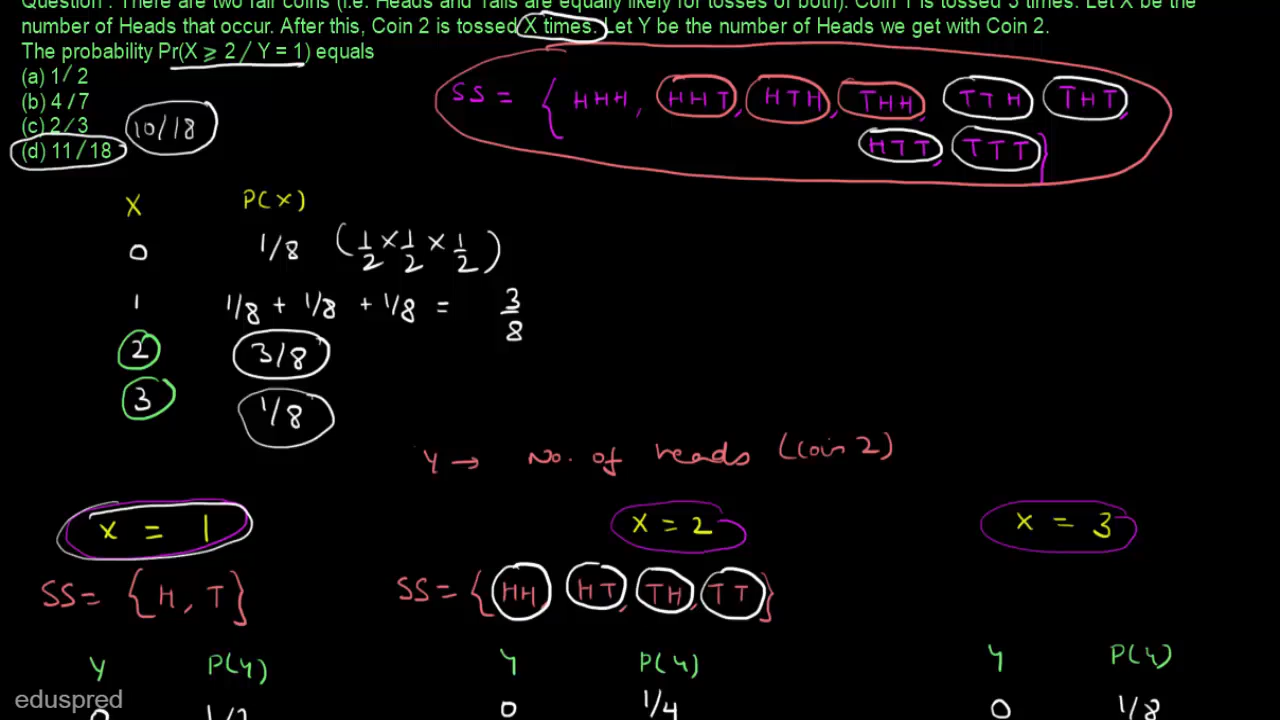 Question : There are two fair coins (i.e. Heads and Tails are equally likely for tosses of both). Coin 1 is tossed 3 times. Let X be the
number of Heads that occur. After this, Coin 2 is tossed X times. Let Y be the number of Heads we get with Coin 2.
The probability Pr(X ⩾ 2 / Y = 1) equals
(a) 1/ 2
(b) 4 / 7
(c) 2 / 3
(d) 11 / 18
10/18
SS = { HHH, HHT, HTH, THH, TTH, THT,
HTT, TTT }
X P(X)
0 1/8 (1/2 × 1/2 × 1/2)
1 1/8 + 1/8 + 1/8 = 3/8
2 3/8
3 1/8
Y → No. of heads (Coin 2)
X = 1 X = 2 X = 3
SS = {H, T} SS = {HH, HT, TH, TT}
Y P(Y) Y P(Y) Y P(Y)
0 1/2 0 1/4 0 1/8
eduspred